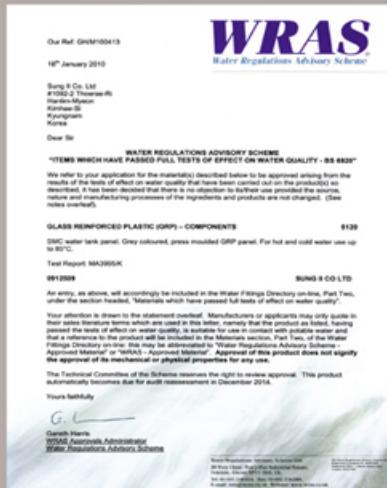 WRAS
Water Regulations Advisory Scheme
Our Ref: GH/M100413
18th January 2010
Sung Il Co. Ltd
Hanlim-Myeon
Kimhae-Si
Kyungnam
Korea
Dear Sir
WATER REGULATIONS ADVISORY SCHEME
"ITEMS WHICH HAVE PASSED FULL TESTS OF EFFECT ON WATER QUALITY - BS 6920"
We refer to your application for the material(s) described below to be approved arising from the
results of the tests of effect on water quality that have been carried out on the product(s) so
described, it has been decided that there is no objection to its/their use provided the source,
nature and manufacturing processes of the ingredients and products are not changed. (See
notes overleaf).
GLASS REINFORCED PLASTIC (GRP) – COMPONENTS 5120
SMC water tank panel. Grey coloured, press moulded GRP panel. For hot and cold water use up
to 85°C.
Test Report: MA3995/K
0912509 SUNG II CO LTD
An entry, as above, will accordingly be included in the Water Fittings Directory on-line, Part Two,
under the section headed, "Materials which have passed full tests of effect on water quality".
Your attention is drawn to the statement overleaf. Manufacturers or applicants may only quote in
their sales literature terms which are used in this letter, namely that the product as listed, having
passed the tests of effect on water quality, is suitable for use in contact with potable water and
that a reference to the product will be included in the Materials section, Part Two, of the Water
Fittings Directory on-line: this may be abbreviated to "Water Regulations Advisory Scheme -
Approved Material" or "WRAS - Approved Material". Approval of this product does not signify
the approval of its mechanical or physical properties for any use.
The Technical Committee of the Scheme reserves the right to review approval. This product
automatically becomes due for audit reassessment in December 2014.
Yours faithfully
Gareth Harris
WRAS Approvals Administrator
Water Regulations Advisory Scheme